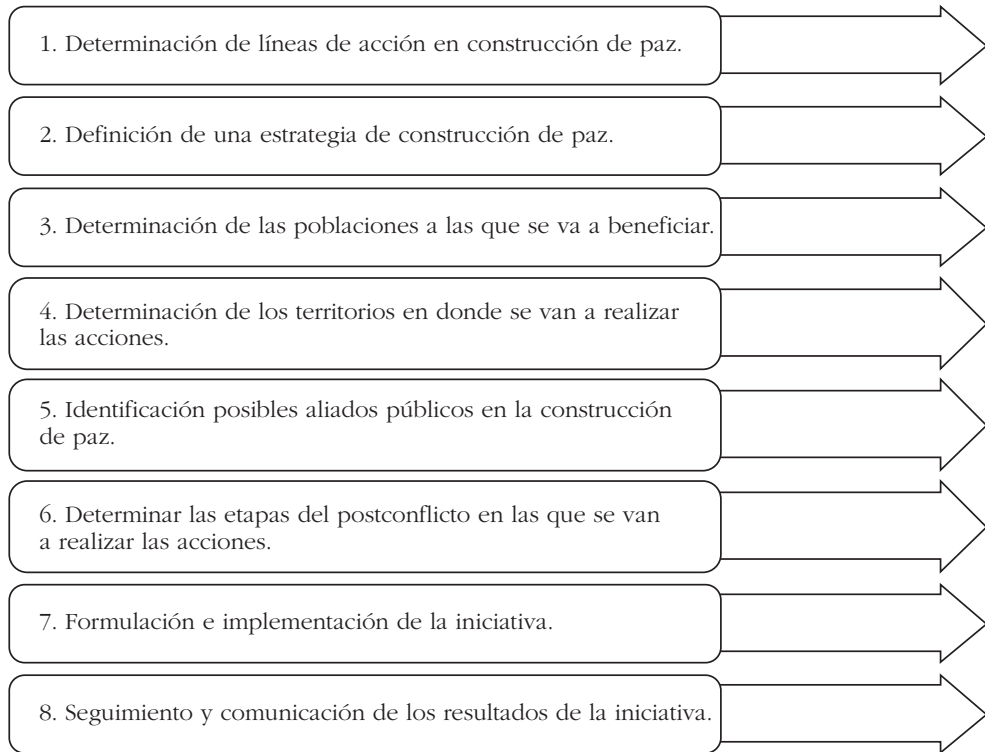 1. Determinación de líneas de acción en construcción de paz.
2. Definición de una estrategia de construcción de paz.
3. Determinación de las poblaciones a las que se va a beneficiar.
4. Determinación de los territorios en donde se van a realizar
las acciones.
5. Identificación posibles aliados públicos en la construcción
de paz.
6. Determinar las etapas del postconflicto en las que se van
a realizar las acciones.
7. Formulación e implementación de la iniciativa.
8. Seguimiento y comunicación de los resultados de la iniciativa.